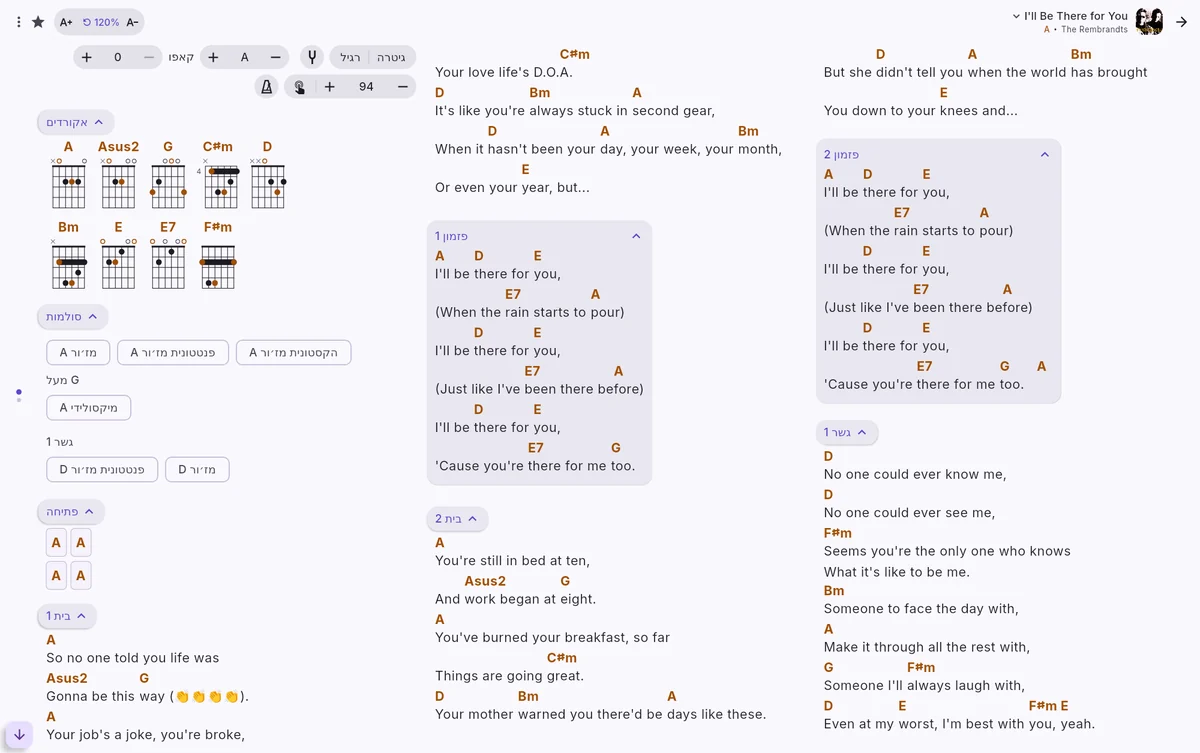 A+ 120% A-
I'll Be There for You
A • The Rembrandts
+ 0 − קאפו + A − רגיל גיטרה
+ 94 −
אקורדים
A Asus2 G C#m D
4
Bm E E7 F#m
סולמות
מז׳ור A פנטטונית מז׳ור A הקסטונית מז׳ור A
מעל G
מיקסולידי A
גשר 1
פנטטונית מז׳ור D מז׳ור D
פתיחה
A A
A A
בית 1
A
So no one told you life was
Asus2 G
Gonna be this way (👏👏👏👏).
A
Your job's a joke, you're broke,
C#m
Your love life's D.O.A.
D Bm A
It's like you're always stuck in second gear,
D A Bm
When it hasn't been your day, your week, your month,
E
Or even your year, but...
פזמון 1
A D E
I'll be there for you,
E7 A
(When the rain starts to pour)
D E
I'll be there for you,
E7 A
(Just like I've been there before)
D E
I'll be there for you,
E7 G
'Cause you're there for me too.
בית 2
A
You're still in bed at ten,
Asus2 G
And work began at eight.
A
You've burned your breakfast, so far
C#m
Things are going great.
D Bm A
Your mother warned you there'd be days like these.
D A Bm
But she didn't tell you when the world has brought
E
You down to your knees and...
פזמון 2
A D E
I'll be there for you,
E7 A
(When the rain starts to pour)
D E
I'll be there for you,
E7 A
(Just like I've been there before)
D E
I'll be there for you,
E7 G A
'Cause you're there for me too.
גשר 1
D
No one could ever know me,
D
No one could ever see me,
F#m
Seems you're the only one who knows
What it's like to be me.
Bm
Someone to face the day with,
A
Make it through all the rest with,
G F#m
Someone I'll always laugh with,
D E F#m E
Even at my worst, I'm best with you, yeah.